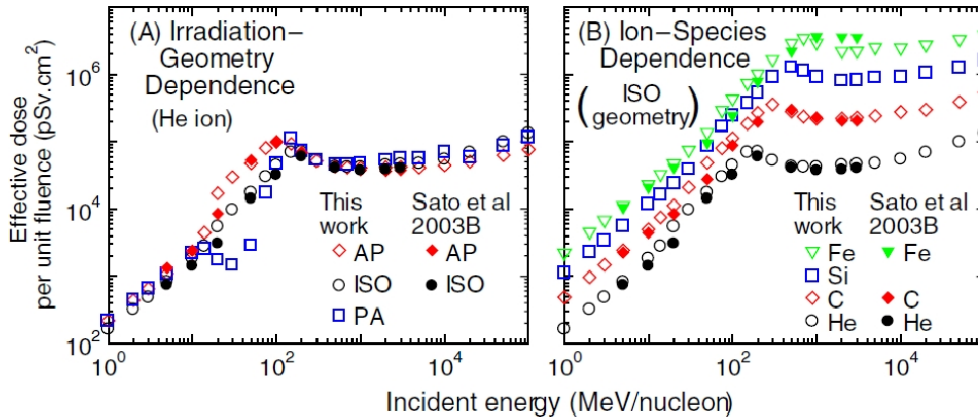 (A) Irradiation–
Geometry
Dependence
(He ion)
(B) Ion–Species
Dependence
( ISO
geometry )
Effective dose
per unit fluence (pSv.cm²)
10⁶
10⁴
10²
This
work
Sato et al
2003B
AP
AP
ISO
ISO
PA
This
work
Sato et al
2003B
Fe
Fe
Si
C
C
He
He
10⁰
10²
10⁴
10⁰
10²
10⁴
Incident energy (MeV/nucleon)